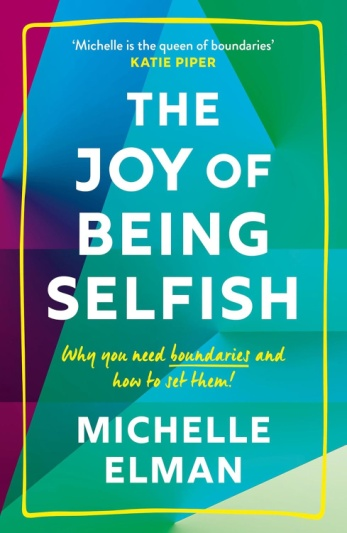 ‘Michelle is the queen of boundaries’
KATIE PIPER
THE
JOY OF
BEING
SELFISH
Why you need boundaries and
how to set them!
MICHELLE
ELMAN